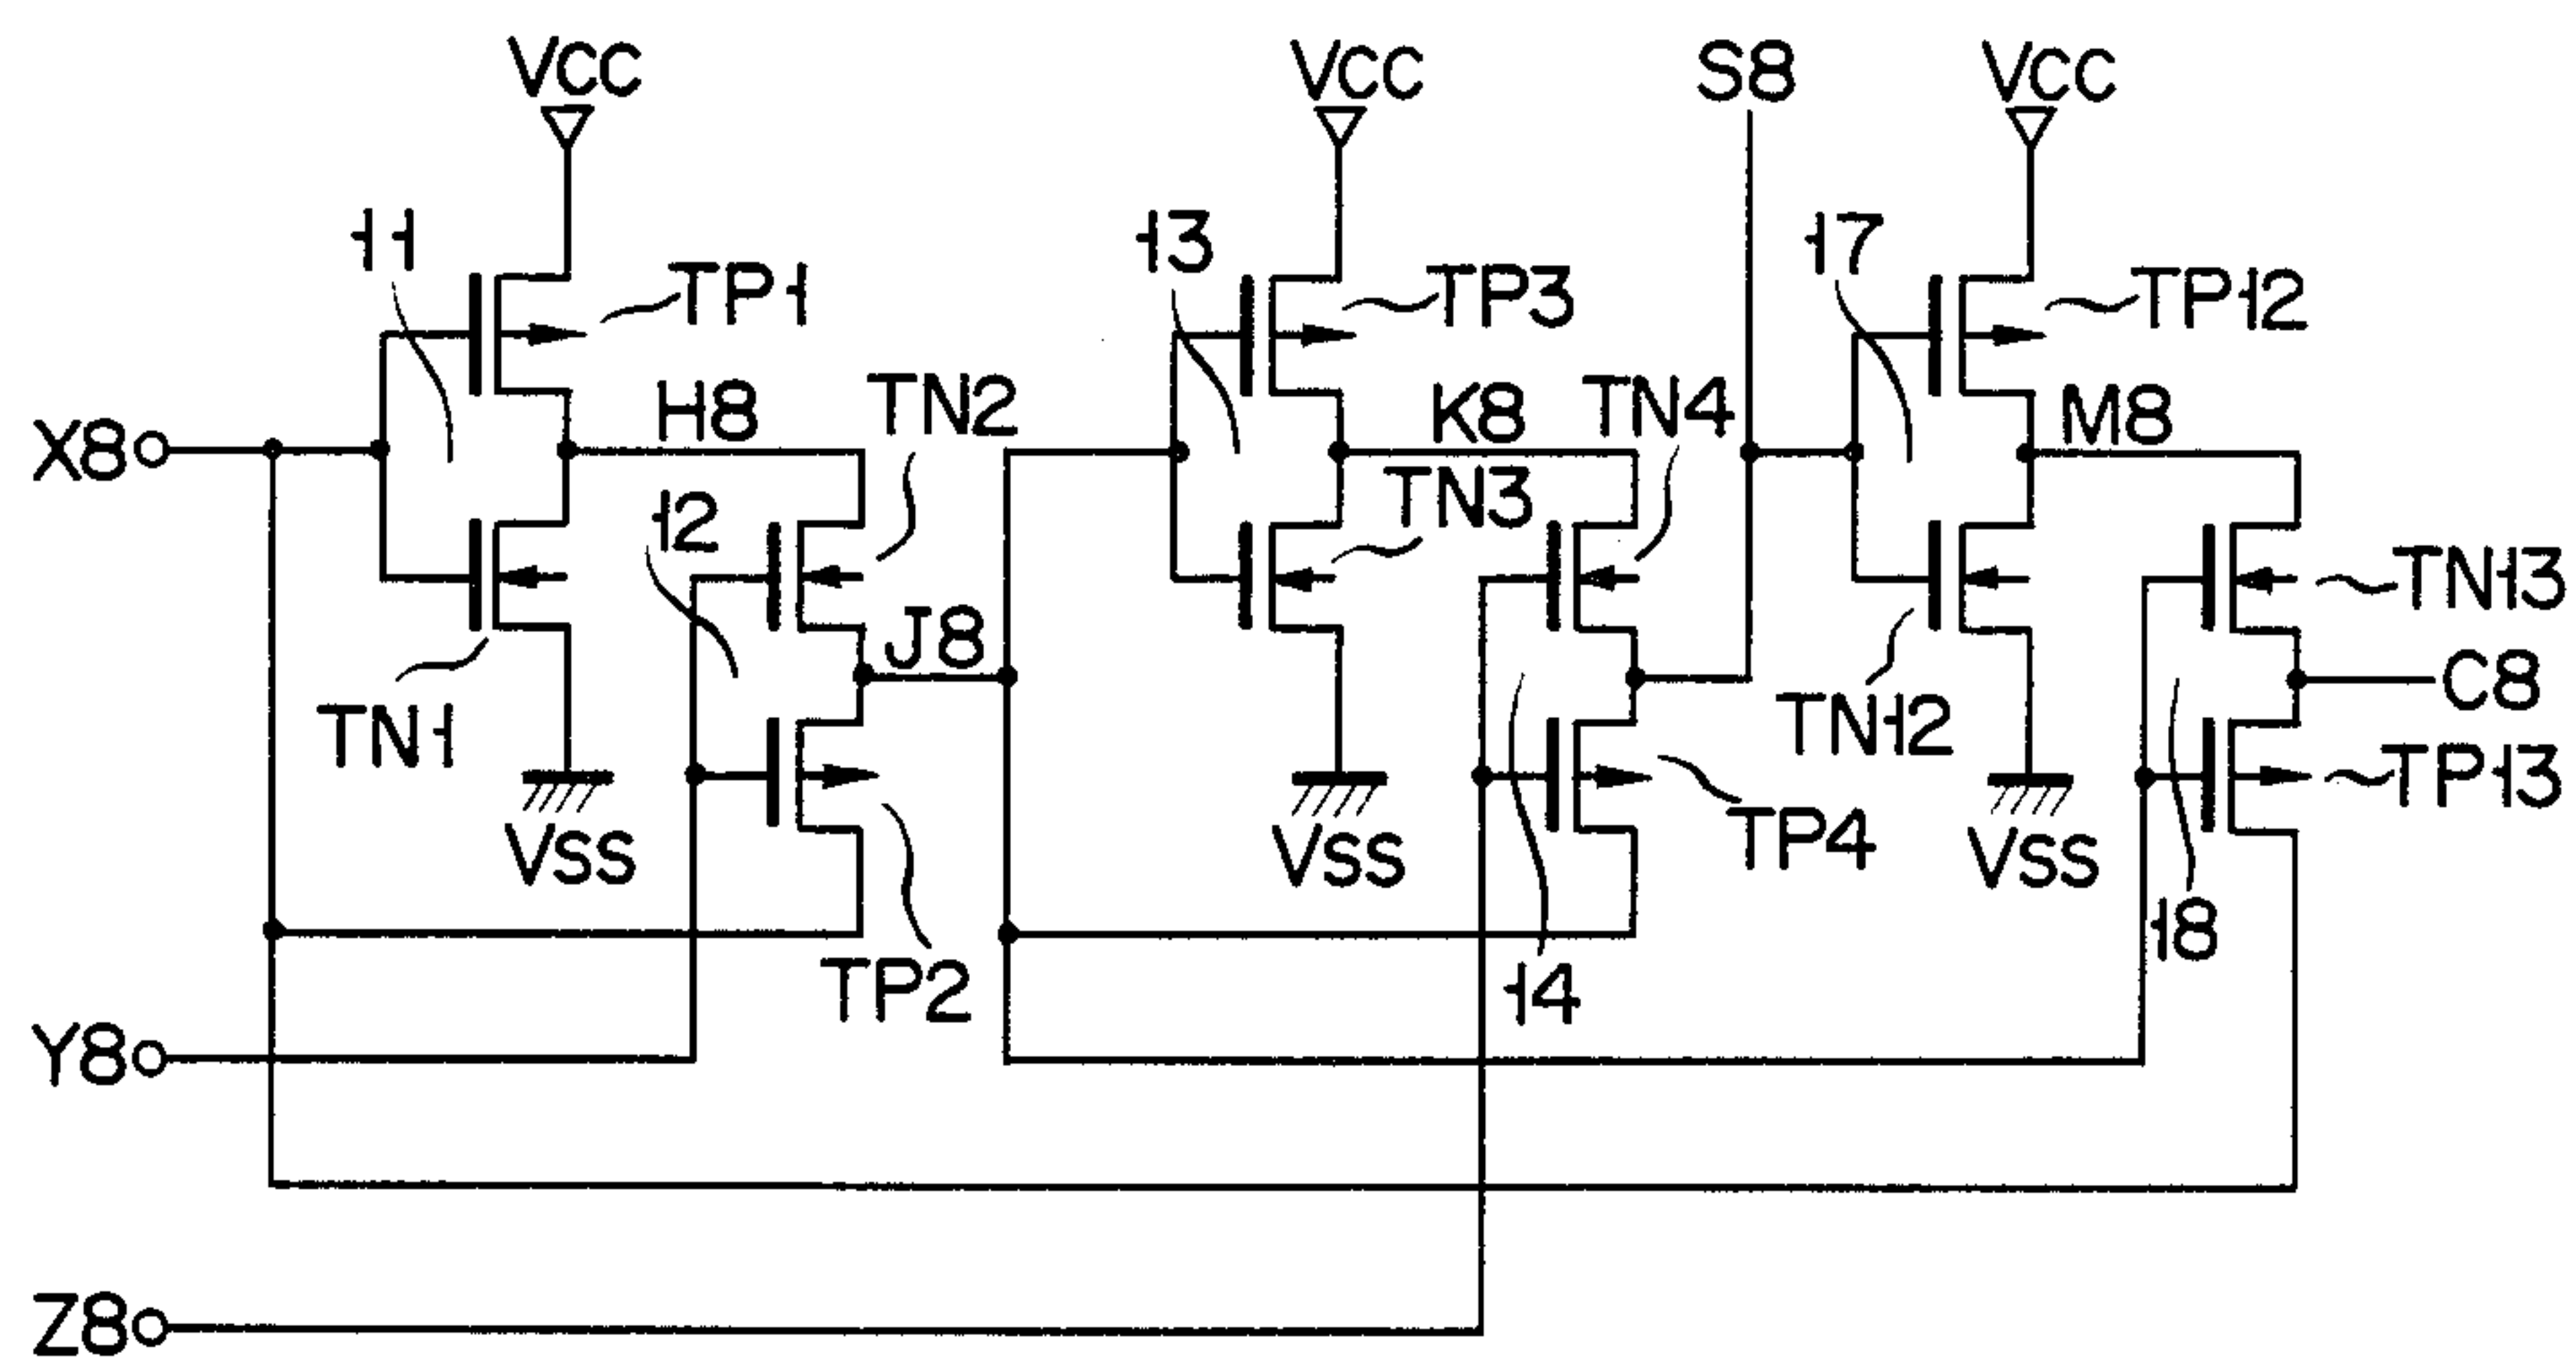 VCC
VCC
S8
VCC
11
TP1
13
TP3
17
TP12
X8
H8
TN2
K8
TN4
M8
12
TN3
TN13
J8
C8
TN1
TN12
TP13
VSS
VSS
TP4
VSS
18
TP2
14
Y8
Z8